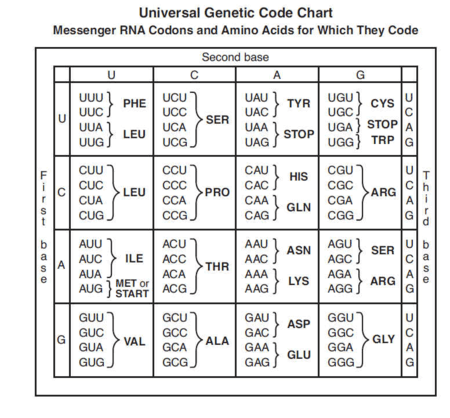 Universal Genetic Code Chart
Messenger RNA Codons and Amino Acids for Which They Code
Second base
U C A G
First base
Third base
U
UUU UUC PHE
UUA UUG LEU
UCU UCC UCA UCG SER
UAU UAC TYR
UAA UAG STOP
UGU UGC CYS
UGA STOP
UGG TRP
U C A G
C
CUU CUC CUA CUG LEU
CCU CCC CCA CCG PRO
CAU CAC HIS
CAA CAG GLN
CGU CGC CGA CGG ARG
U C A G
A
AUU AUC AUA ILE
AUG MET or START
ACU ACC ACA ACG THR
AAU AAC ASN
AAA AAG LYS
AGU AGC SER
AGA AGG ARG
U C A G
G
GUU GUC GUA GUG VAL
GCU GCC GCA GCG ALA
GAU GAC ASP
GAA GAG GLU
GGU GGC GGA GGG GLY
U C A G